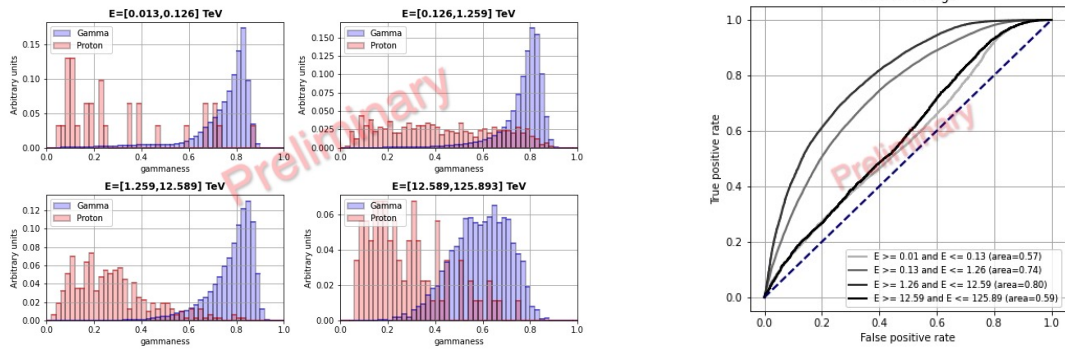 E=[0.013,0.126] TeV
Gamma
Proton
Arbitrary units
0.15
0.10
0.05
0.00
0.0 0.2 0.4 0.6 0.8 1.0
gammaness
E=[0.126,1.259] TeV
Gamma
Proton
Arbitrary units
0.175
0.150
0.125
0.100
0.075
0.050
0.025
0.000
0.0 0.2 0.4 0.6 0.8 1.0
gammaness
E=[1.259,12.589] TeV
Gamma
Proton
Arbitrary units
0.12
0.10
0.08
0.06
0.04
0.02
0.00
0.0 0.2 0.4 0.6 0.8 1.0
gammaness
E=[12.589,125.893] TeV
Gamma
Proton
Arbitrary units
0.06
0.04
0.02
0.00
0.0 0.2 0.4 0.6 0.8 1.0
gammaness
Preliminary
True positive rate
1.0
0.8
0.6
0.4
0.2
0.0
Preliminary
E >= 0.01 and E <= 0.13 (area=0.57)
E >= 0.13 and E <= 1.26 (area=0.74)
E >= 1.26 and E <= 12.59 (area=0.80)
E >= 12.59 and E <= 125.89 (area=0.59)
0.0 0.2 0.4 0.6 0.8 1.0
False positive rate